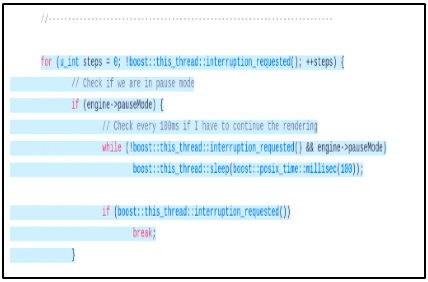 //------------------------------------------------------------------------
for (u_int steps = 0; !boost::this_thread::interruption_requested(); ++steps) {
// Check if we are in pause mode
if (engine->pauseMode) {
// Check every 100ms if I have to continue the rendering
while (!boost::this_thread::interruption_requested() && engine->pauseMode)
boost::this_thread::sleep(boost::posix_time::millisec(100));
if (boost::this_thread::interruption_requested())
break;
}